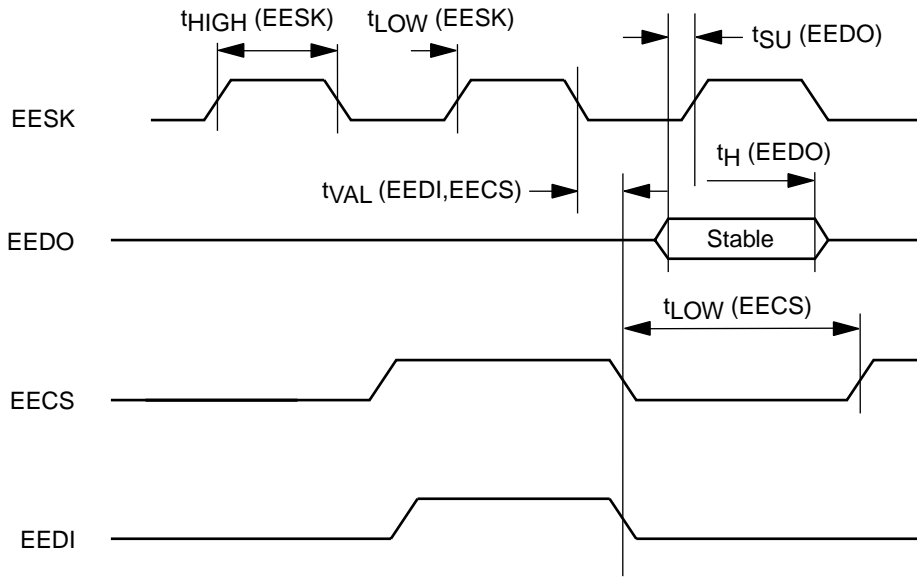 tHIGH (EESK)
tLOW (EESK)
tSU (EEDO)
EESK
tH (EEDO)
tVAL (EEDI,EECS)
EEDO
Stable
tLOW (EECS)
EECS
EEDI